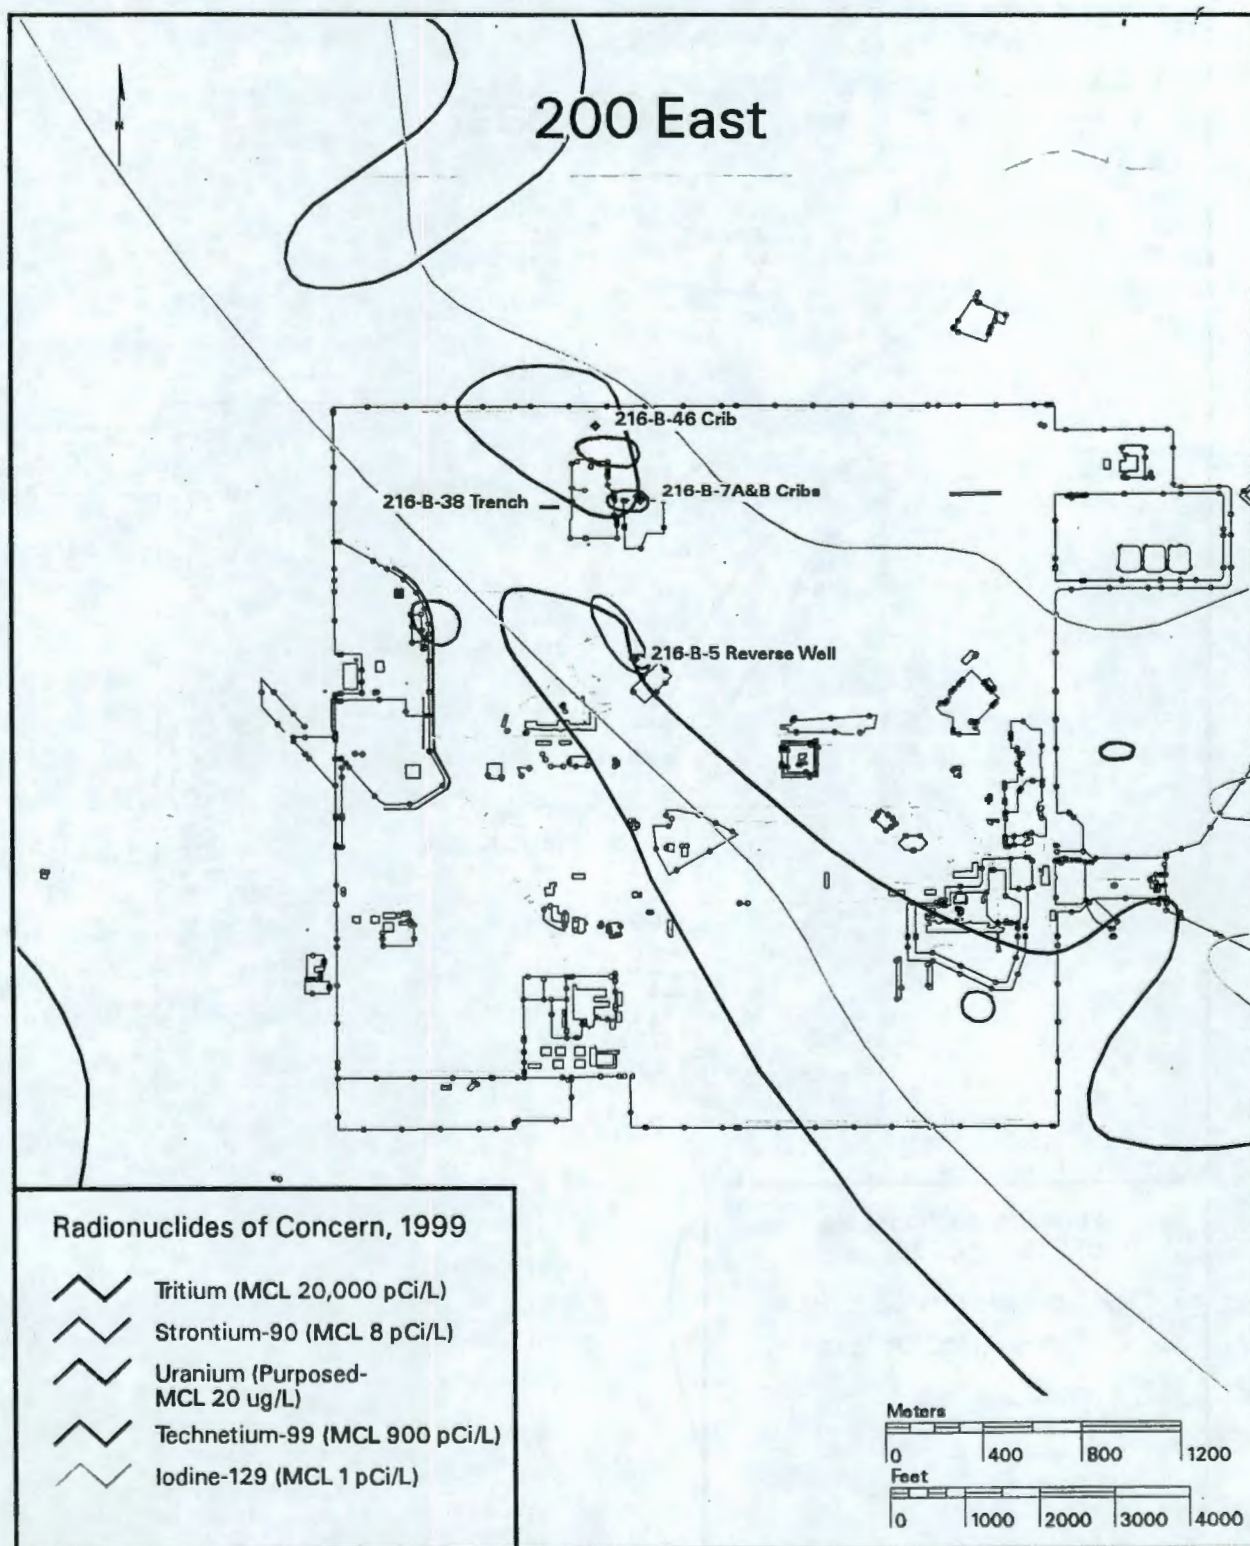 N
200 East
216-B-46 Crib
216-B-7A&B Cribs
216-B-38 Trench
216-B-5 Reverse Well
Radionuclides of Concern, 1999
Tritium (MCL 20,000 pCi/L)
Strontium-90 (MCL 8 pCi/L)
Uranium (Purposed-
MCL 20 ug/L)
Technetium-99 (MCL 900 pCi/L)
Iodine-129 (MCL 1 pCi/L)
Meters
0 400 800 1200
Feet
0 1000 2000 3000 4000